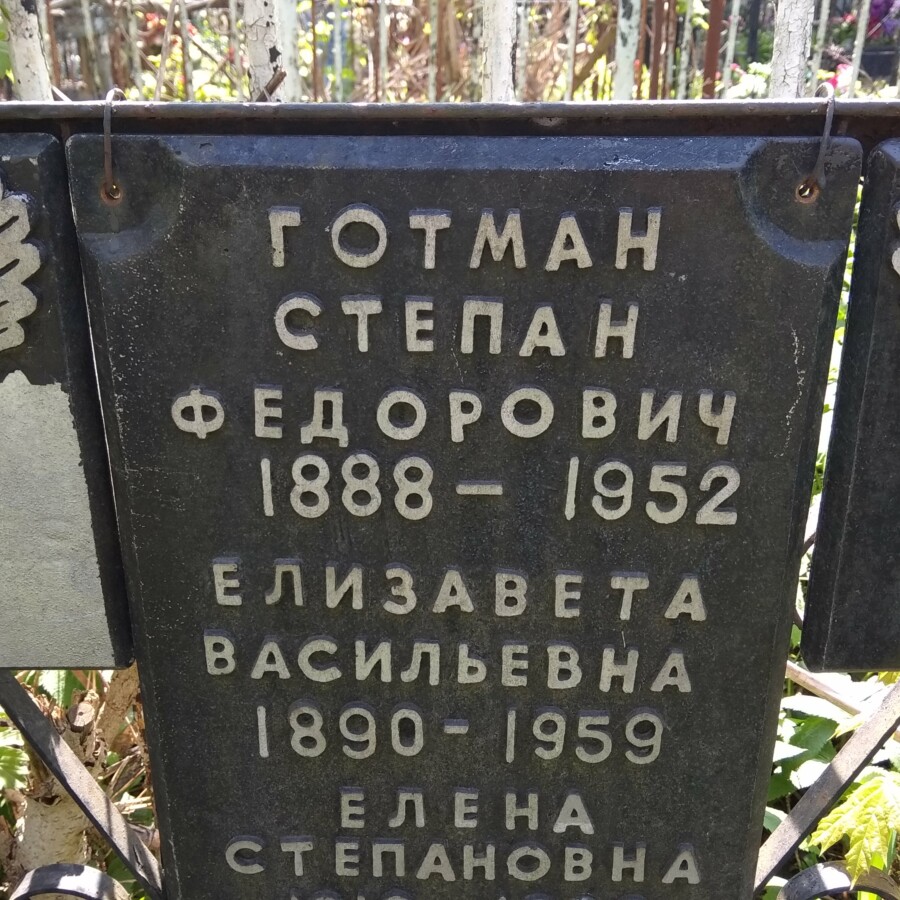 ГОТМАН
СТЕПАН
ФЕДОРОВИЧ
1888 - 1952
ЕЛИЗАВЕТА
ВАСИЛЬЕВНА
1890 - 1959
ЕЛЕНА
СТЕПАНОВНА